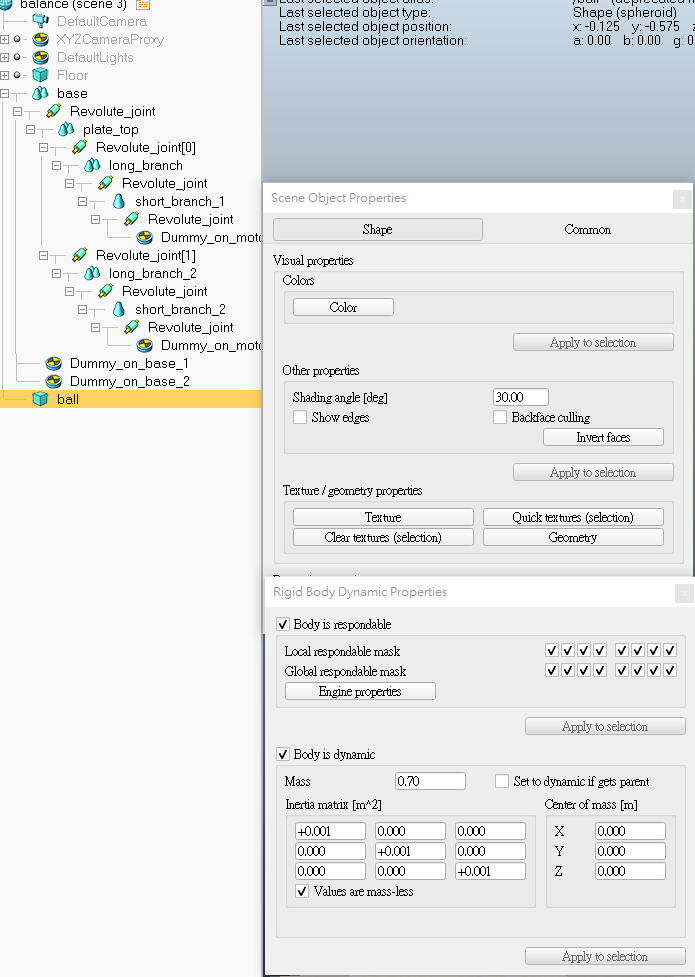 balance (scene 3)
DefaultCamera
XYZCameraProxy
DefaultLights
Floor
base
Revolute_joint
plate_top
Revolute_joint[0]
long_branch
Revolute_joint
short_branch_1
Revolute_joint
Dummy_on_moto
Revolute_joint[1]
long_branch_2
Revolute_joint
short_branch_2
Revolute_joint
Dummy_on_moto
Dummy_on_base_1
Dummy_on_base_2
ball
Last selected object alias: /ball (deprecated n
Last selected object type: Shape (spheroid)
Last selected object position: x: -0.125 y: -0.575 z
Last selected object orientation: a: 0.00 b: 0.00 g: 0
Scene Object Properties
Shape Common
Visual properties
Colors
Color
Apply to selection
Other properties
Shading angle [deg] 30.00
Show edges Backface culling
Invert faces
Apply to selection
Texture / geometry properties
Texture Quick textures (selection)
Clear textures (selection) Geometry
Rigid Body Dynamic Properties
Body is respondable
Local respondable mask
Global respondable mask
Engine properties
Apply to selection
Body is dynamic
Mass 0.70 Set to dynamic if gets parent
Inertia matrix [m^2] Center of mass [m]
+0.001 0.000 0.000 X 0.000
0.000 +0.001 0.000 Y 0.000
0.000 0.000 +0.001 Z 0.000
Values are mass-less
Apply to selection